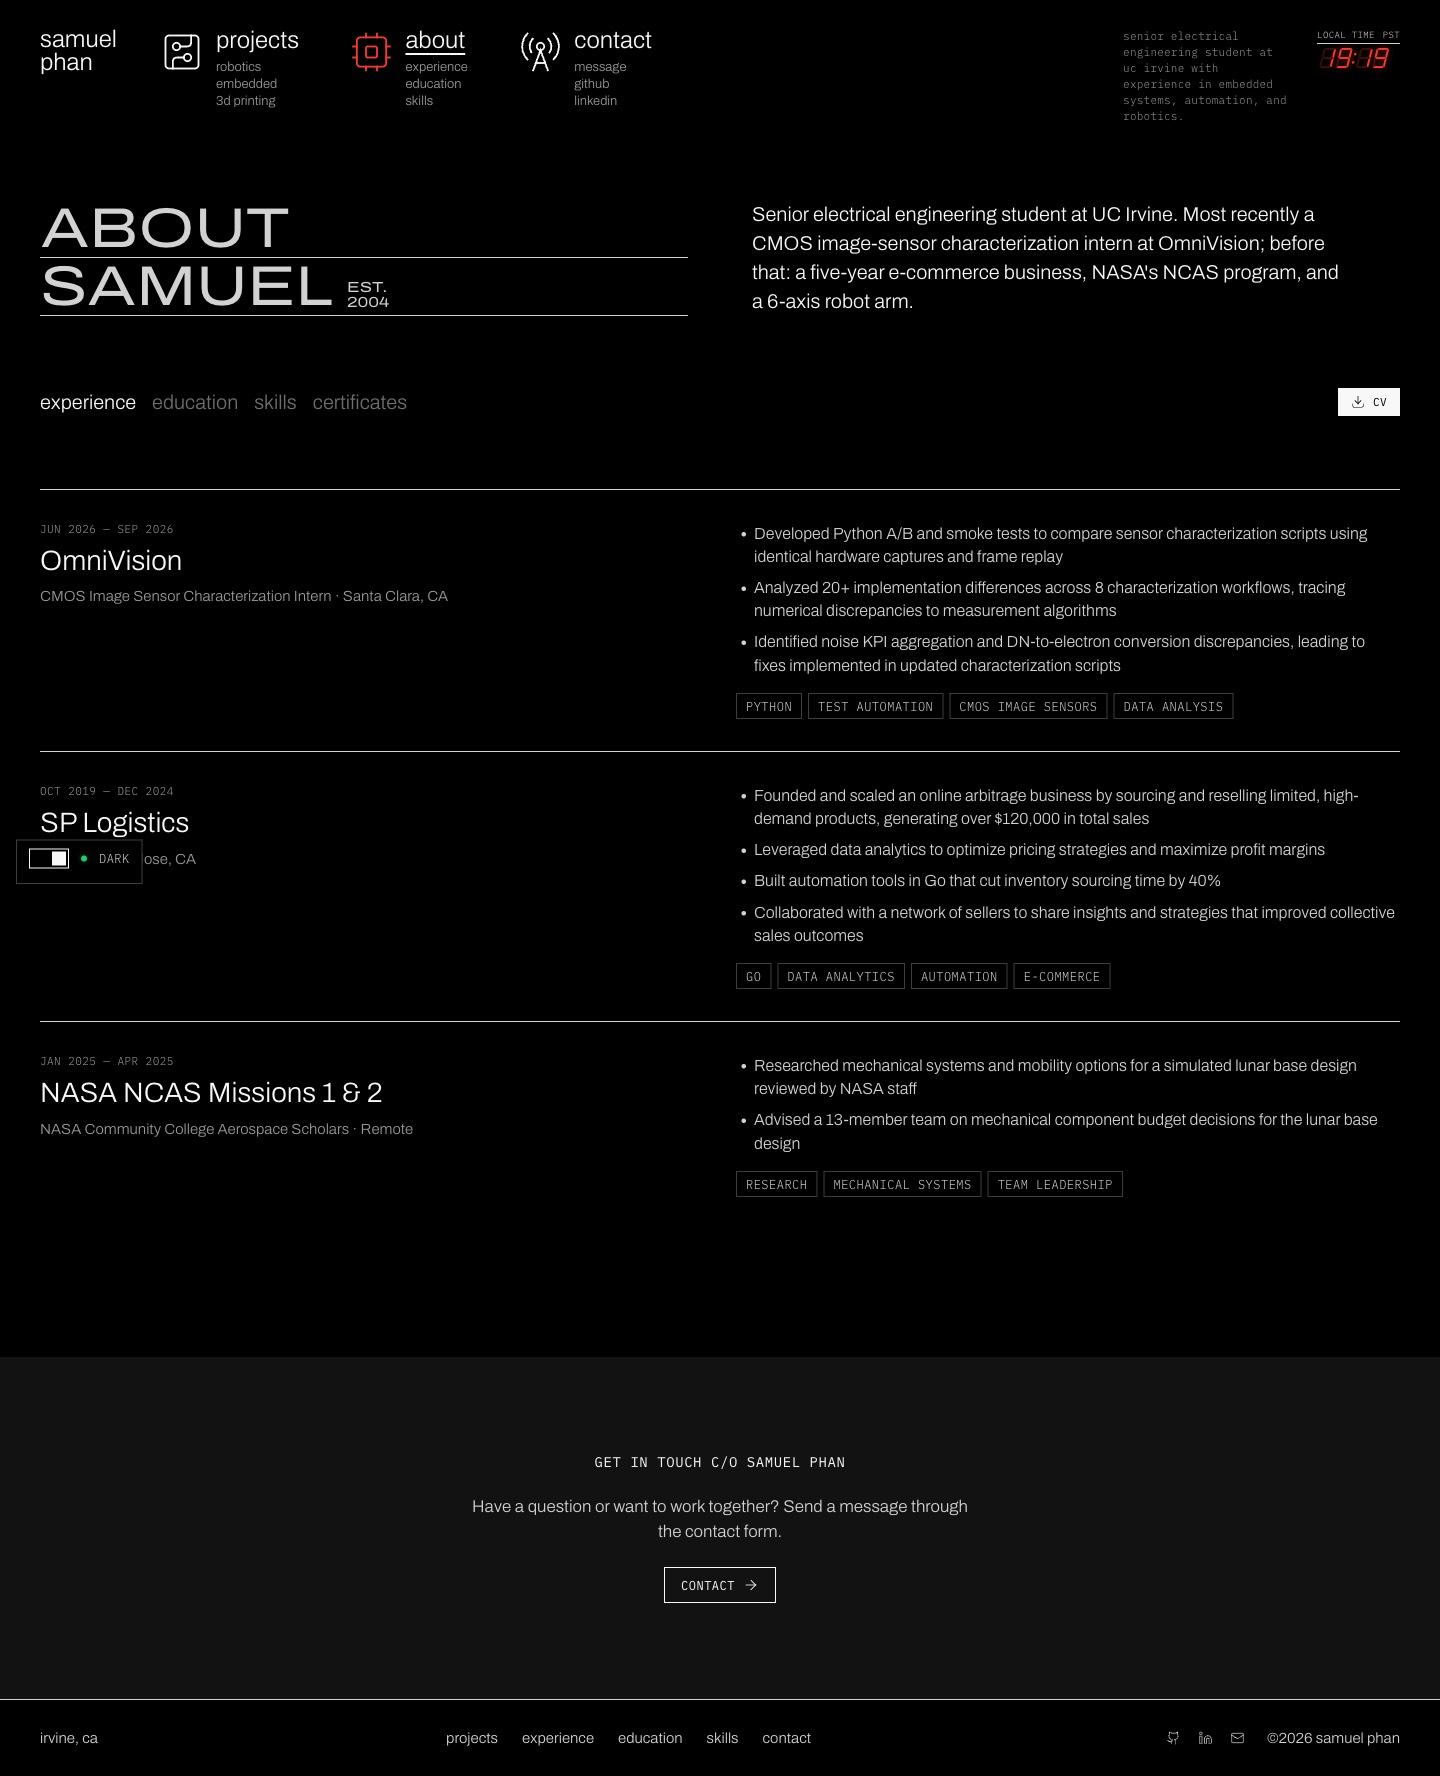 samuel
phan
projects
robotics
embedded
3d printing
about
experience
education
skills
contact
message
github
linkedin
senior electrical
engineering student at
uc irvine with
experience in embedded
systems, automation, and
robotics.
LOCAL TIME PST
19:19
ABOUT
SAMUEL EST.
2004
Senior electrical engineering student at UC Irvine. Most recently a
CMOS image-sensor characterization intern at OmniVision; before
that: a five-year e-commerce business, NASA's NCAS program, and
a 6-axis robot arm.
experience education skills certificates
CV
JUN 2026 — SEP 2026
OmniVision
CMOS Image Sensor Characterization Intern · Santa Clara, CA
• Developed Python A/B and smoke tests to compare sensor characterization scripts using
identical hardware captures and frame replay
• Analyzed 20+ implementation differences across 8 characterization workflows, tracing
numerical discrepancies to measurement algorithms
• Identified noise KPI aggregation and DN-to-electron conversion discrepancies, leading to
fixes implemented in updated characterization scripts
PYTHON TEST AUTOMATION CMOS IMAGE SENSORS DATA ANALYSIS
OCT 2019 — DEC 2024
SP Logistics
DARK
ose, CA
• Founded and scaled an online arbitrage business by sourcing and reselling limited, high-
demand products, generating over $120,000 in total sales
• Leveraged data analytics to optimize pricing strategies and maximize profit margins
• Built automation tools in Go that cut inventory sourcing time by 40%
• Collaborated with a network of sellers to share insights and strategies that improved collective
sales outcomes
GO DATA ANALYTICS AUTOMATION E-COMMERCE
JAN 2025 — APR 2025
NASA NCAS Missions 1 & 2
NASA Community College Aerospace Scholars · Remote
• Researched mechanical systems and mobility options for a simulated lunar base design
reviewed by NASA staff
• Advised a 13-member team on mechanical component budget decisions for the lunar base
design
RESEARCH MECHANICAL SYSTEMS TEAM LEADERSHIP
GET IN TOUCH C/O SAMUEL PHAN
Have a question or want to work together? Send a message through
the contact form.
CONTACT →
irvine, ca
projects experience education skills contact
©2026 samuel phan